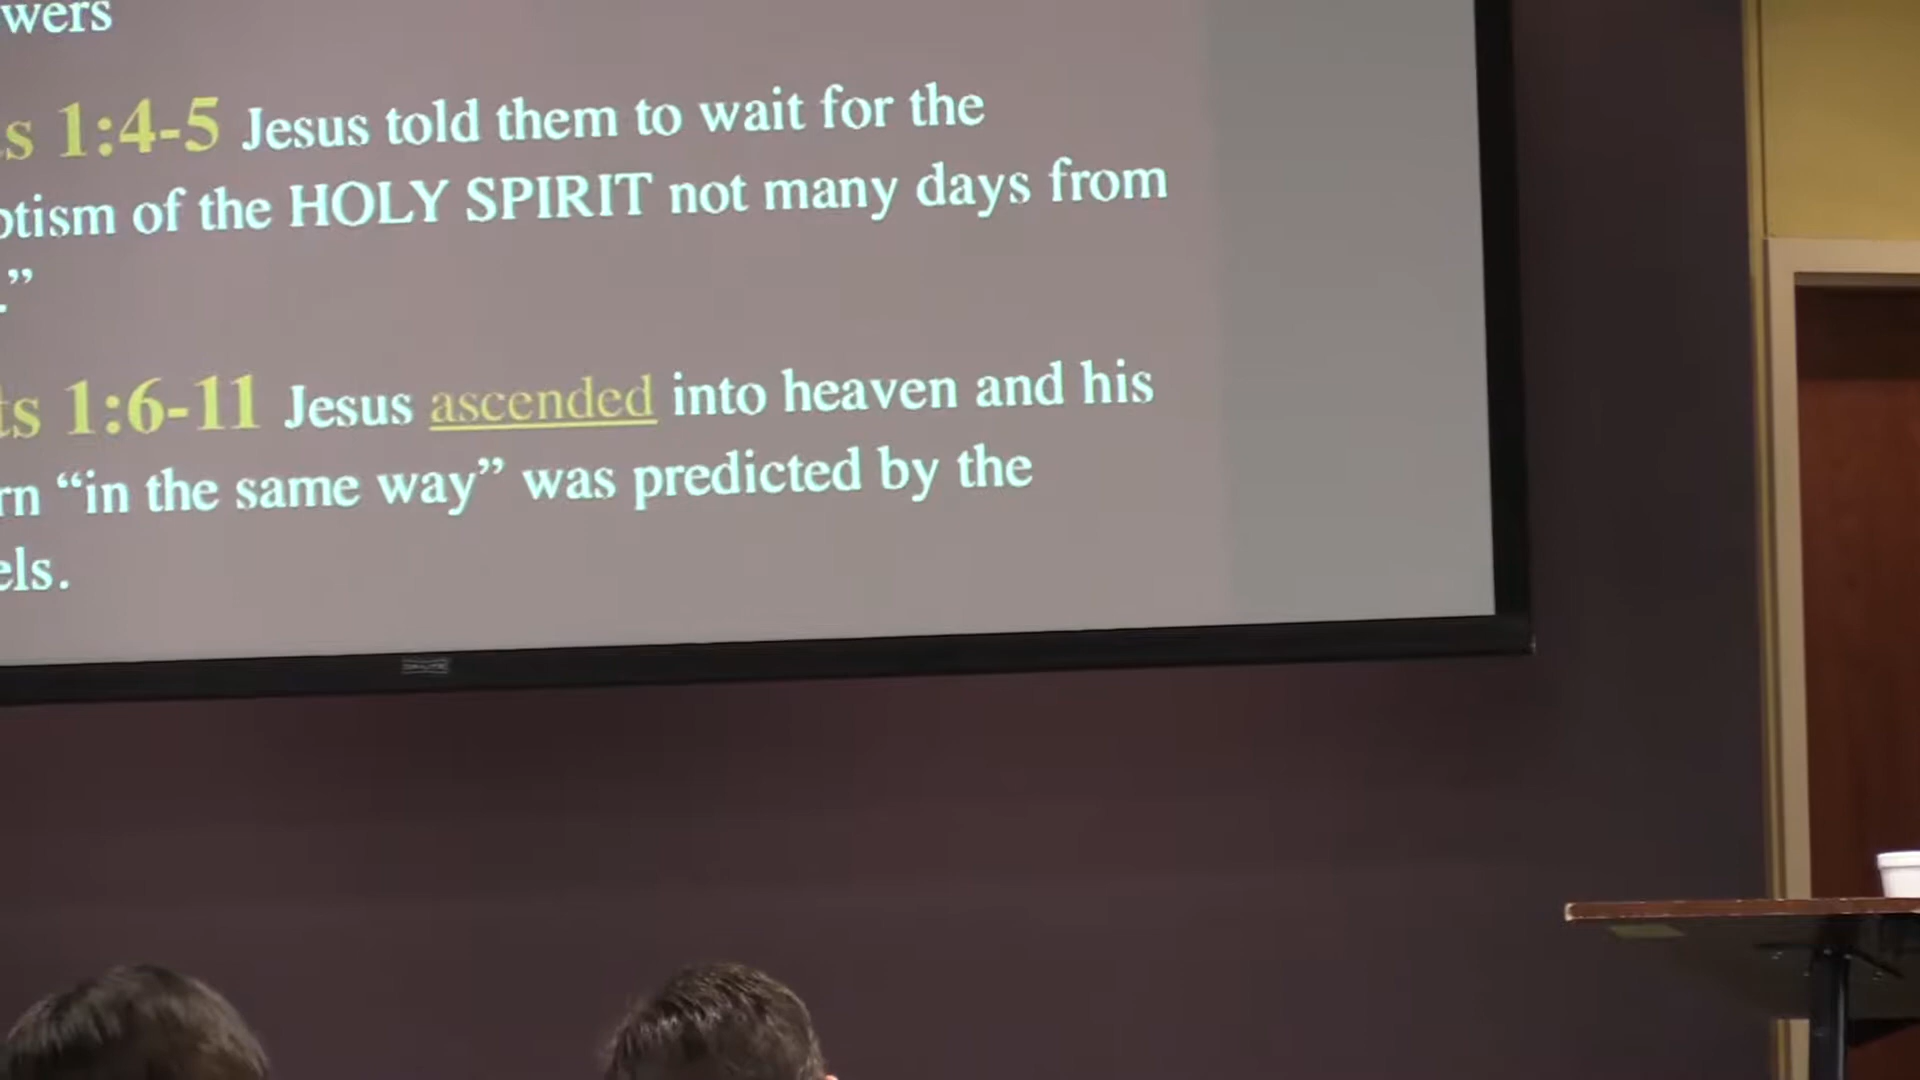 wers
s 1:4-5 Jesus told them to wait for the
ptism of the HOLY SPIRIT not many days from
.”
ts 1:6-11 Jesus ascended into heaven and his
rn “in the same way” was predicted by the
els.